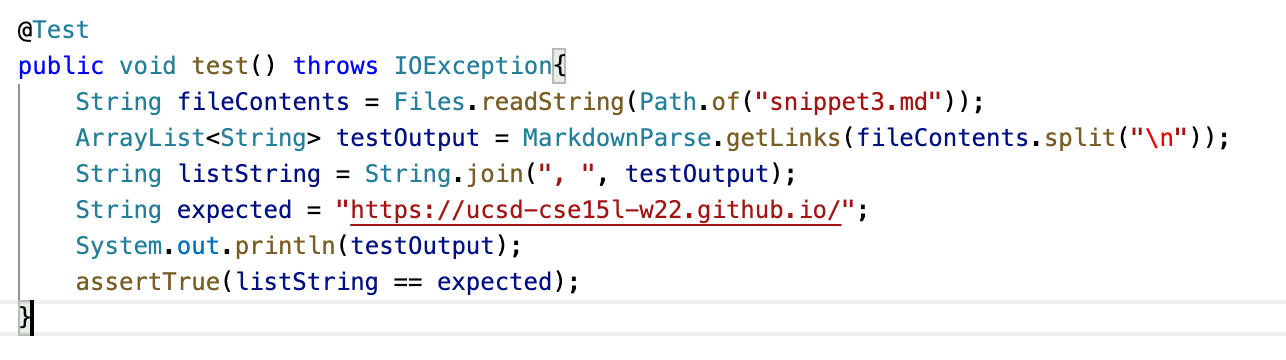 @Test
public void test() throws IOException{
    String fileContents = Files.readString(Path.of("snippet3.md"));
    ArrayList<String> testOutput = MarkdownParse.getLinks(fileContents.split("\n"));
    String listString = String.join(", ", testOutput);
    String expected = "https://ucsd-cse15l-w22.github.io/";
    System.out.println(testOutput);
    assertTrue(listString == expected);
}